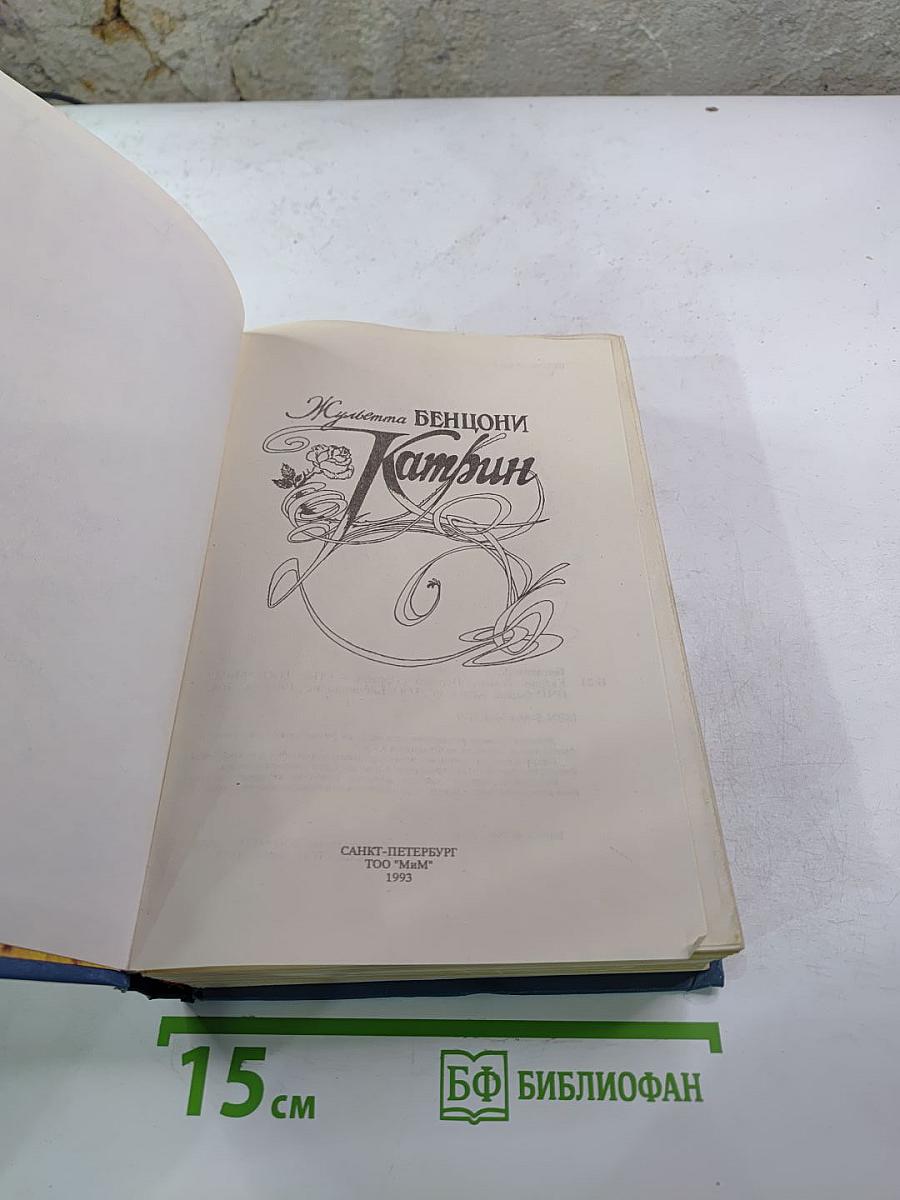 Жульетта БЕНЦОНИ
Катрин
САНКТ-ПЕТЕРБУРГ
ТОО "МиМ"
1993
15 см
БФ БИБЛИОФАН